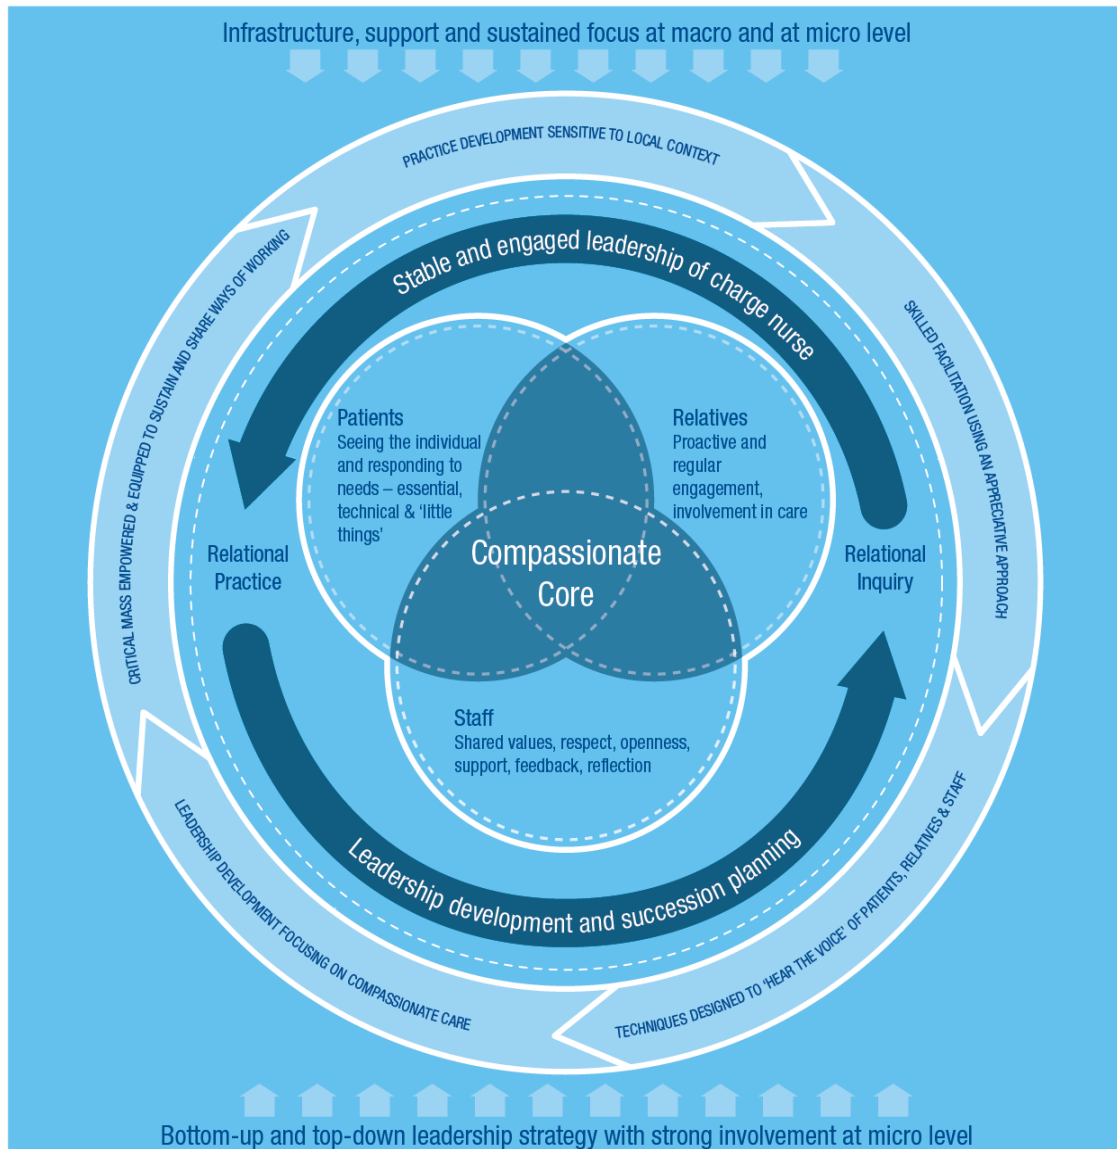 Infrastructure, support and sustained focus at macro and at micro level
PRACTICE DEVELOPMENT SENSITIVE TO LOCAL CONTEXT
SKILLED FACILITATION USING AN APPRECIATIVE APPROACH
TECHNIQUES DESIGNED TO ‘HEAR THE VOICE’ OF PATIENTS, RELATIVES & STAFF
LEADERSHIP DEVELOPMENT FOCUSING ON COMPASSIONATE CARE
CRITICAL MASS EMPOWERED & EQUIPPED TO SUSTAIN AND SHARE WAYS OF WORKING
Stable and engaged leadership of charge nurse
Patients
Seeing the individual
and responding to
needs – essential,
technical & ‘little
things’
Relatives
Proactive and
regular
engagement,
involvement in care
Relational
Practice
Compassionate
Core
Relational
Inquiry
Staff
Shared values, respect, openness,
support, feedback, reflection
Leadership development and succession planning
Bottom-up and top-down leadership strategy with strong involvement at micro level